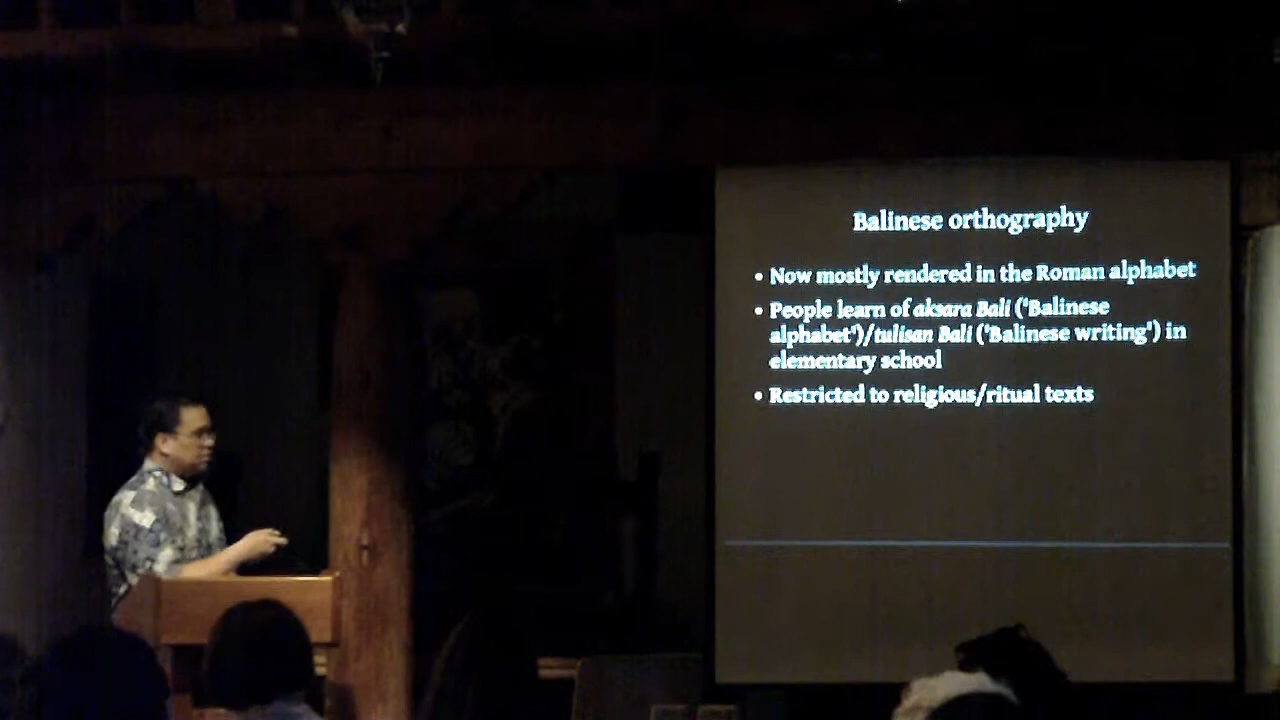 Balinese orthography
• Now mostly rendered in the Roman alphabet
• People learn of aksara Bali ('Balinese
alphabet')/tulisan Bali ('Balinese writing') in
elementary school
• Restricted to religious/ritual texts